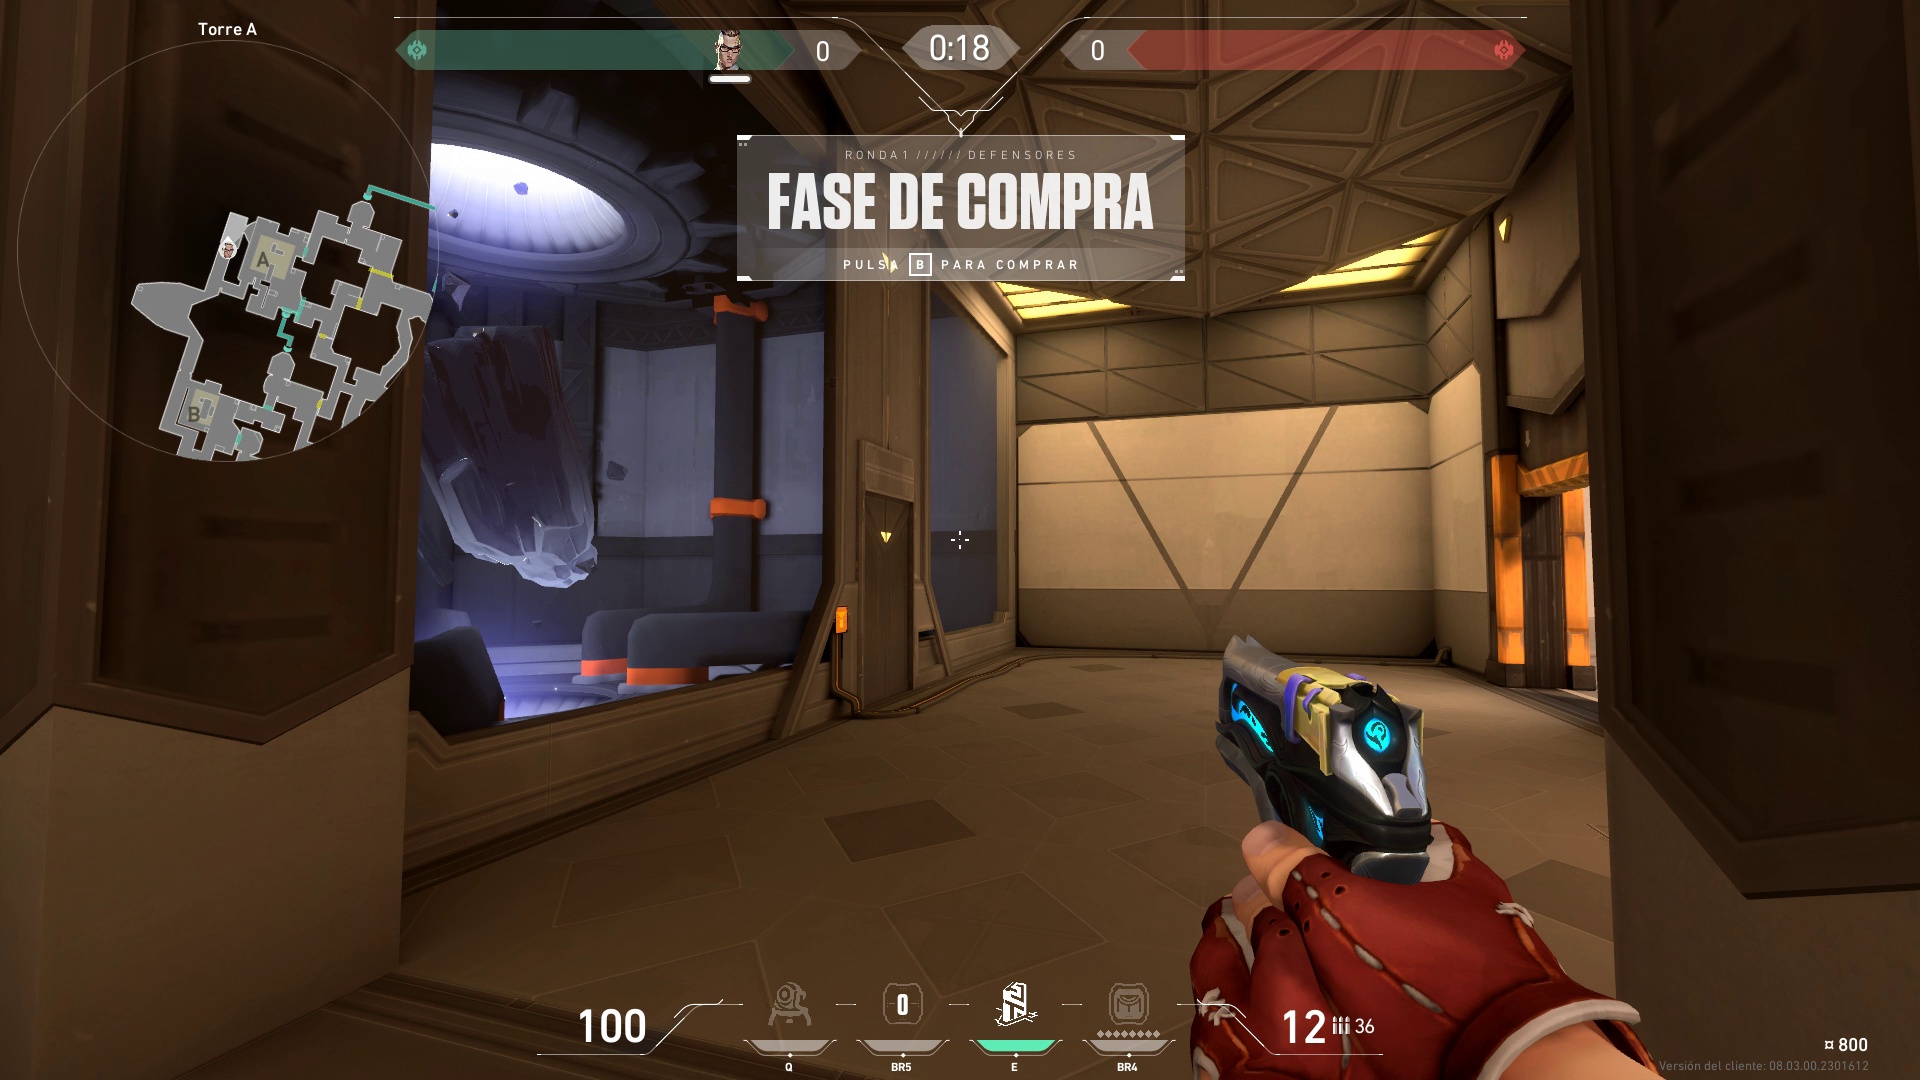 Torre A
0
0:18
0
RONDA 1 ////// DEFENSORES
FASE DE COMPRA
PULSA B PARA COMPRAR
A
B
0
100
12 36
Q
BR5
E
BR4
¤ 800
Versión del cliente: 08.03.00.2301612